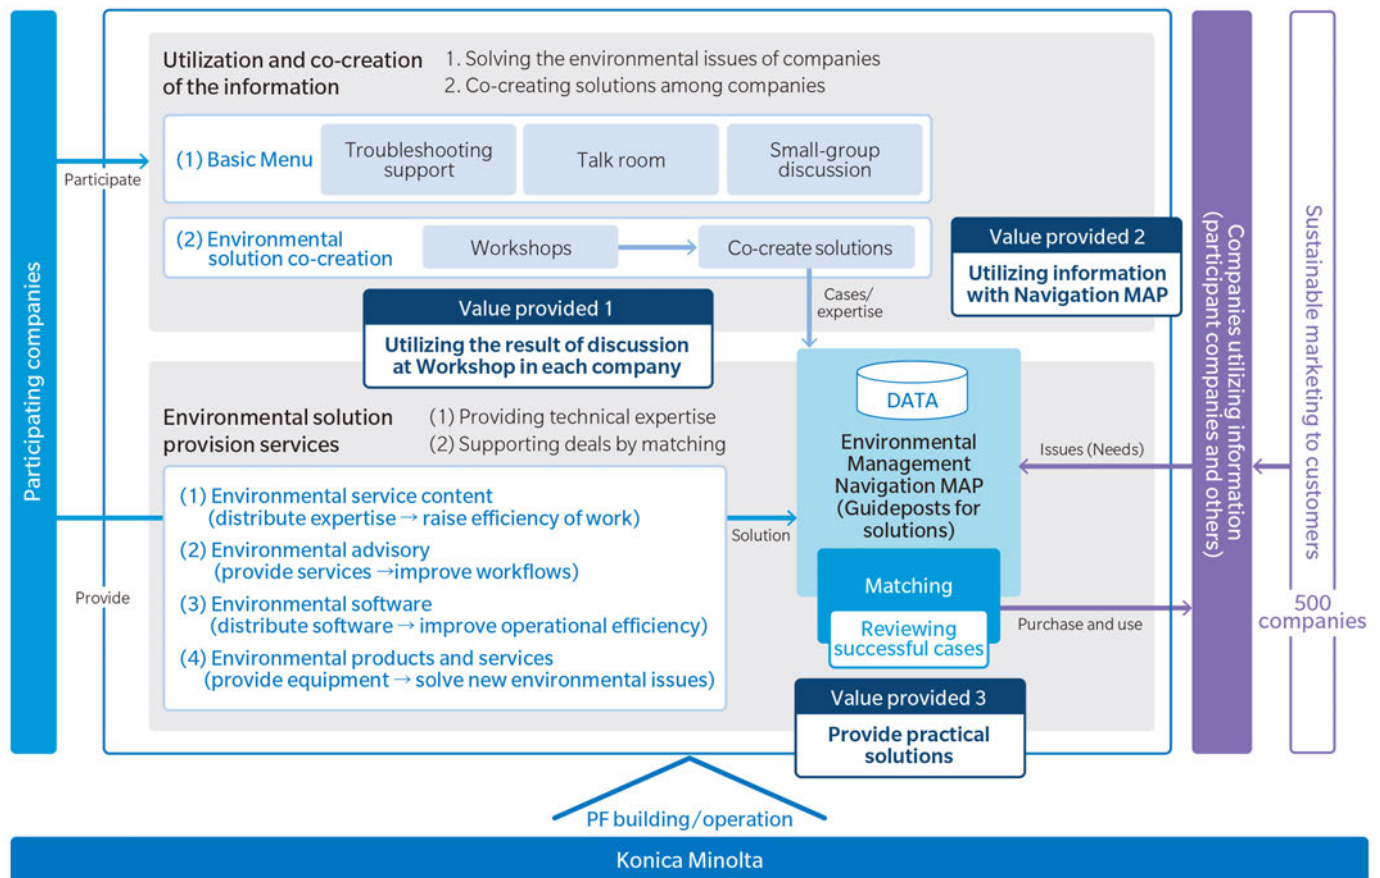 Utilization and co-creation
of the information
1. Solving the environmental issues of companies
2. Co-creating solutions among companies
(1) Basic Menu
Troubleshooting
support
Talk room
Small-group
discussion
Participate
(2) Environmental
solution co-creation
Workshops
Co-create solutions
Value provided 2
Utilizing information
with Navigation MAP
Cases/
expertise
Value provided 1
Utilizing the result of discussion
at Workshop in each company
Participating companies
Environmental solution
provision services
(1) Providing technical expertise
(2) Supporting deals by matching
(1) Environmental service content
(distribute expertise → raise efficiency of work)
(2) Environmental advisory
(provide services →improve workflows)
(3) Environmental software
(distribute software → improve operational efficiency)
(4) Environmental products and services
(provide equipment → solve new environmental issues)
Provide
Solution
DATA
Environmental
Management
Navigation MAP
(Guideposts for
solutions)
Matching
Reviewing
successful cases
Issues (Needs)
Purchase and use
Value provided 3
Provide practical
solutions
Companies utilizing information
(participant companies and others)
Sustainable marketing to customers
500
companies
PF building/operation
Konica Minolta